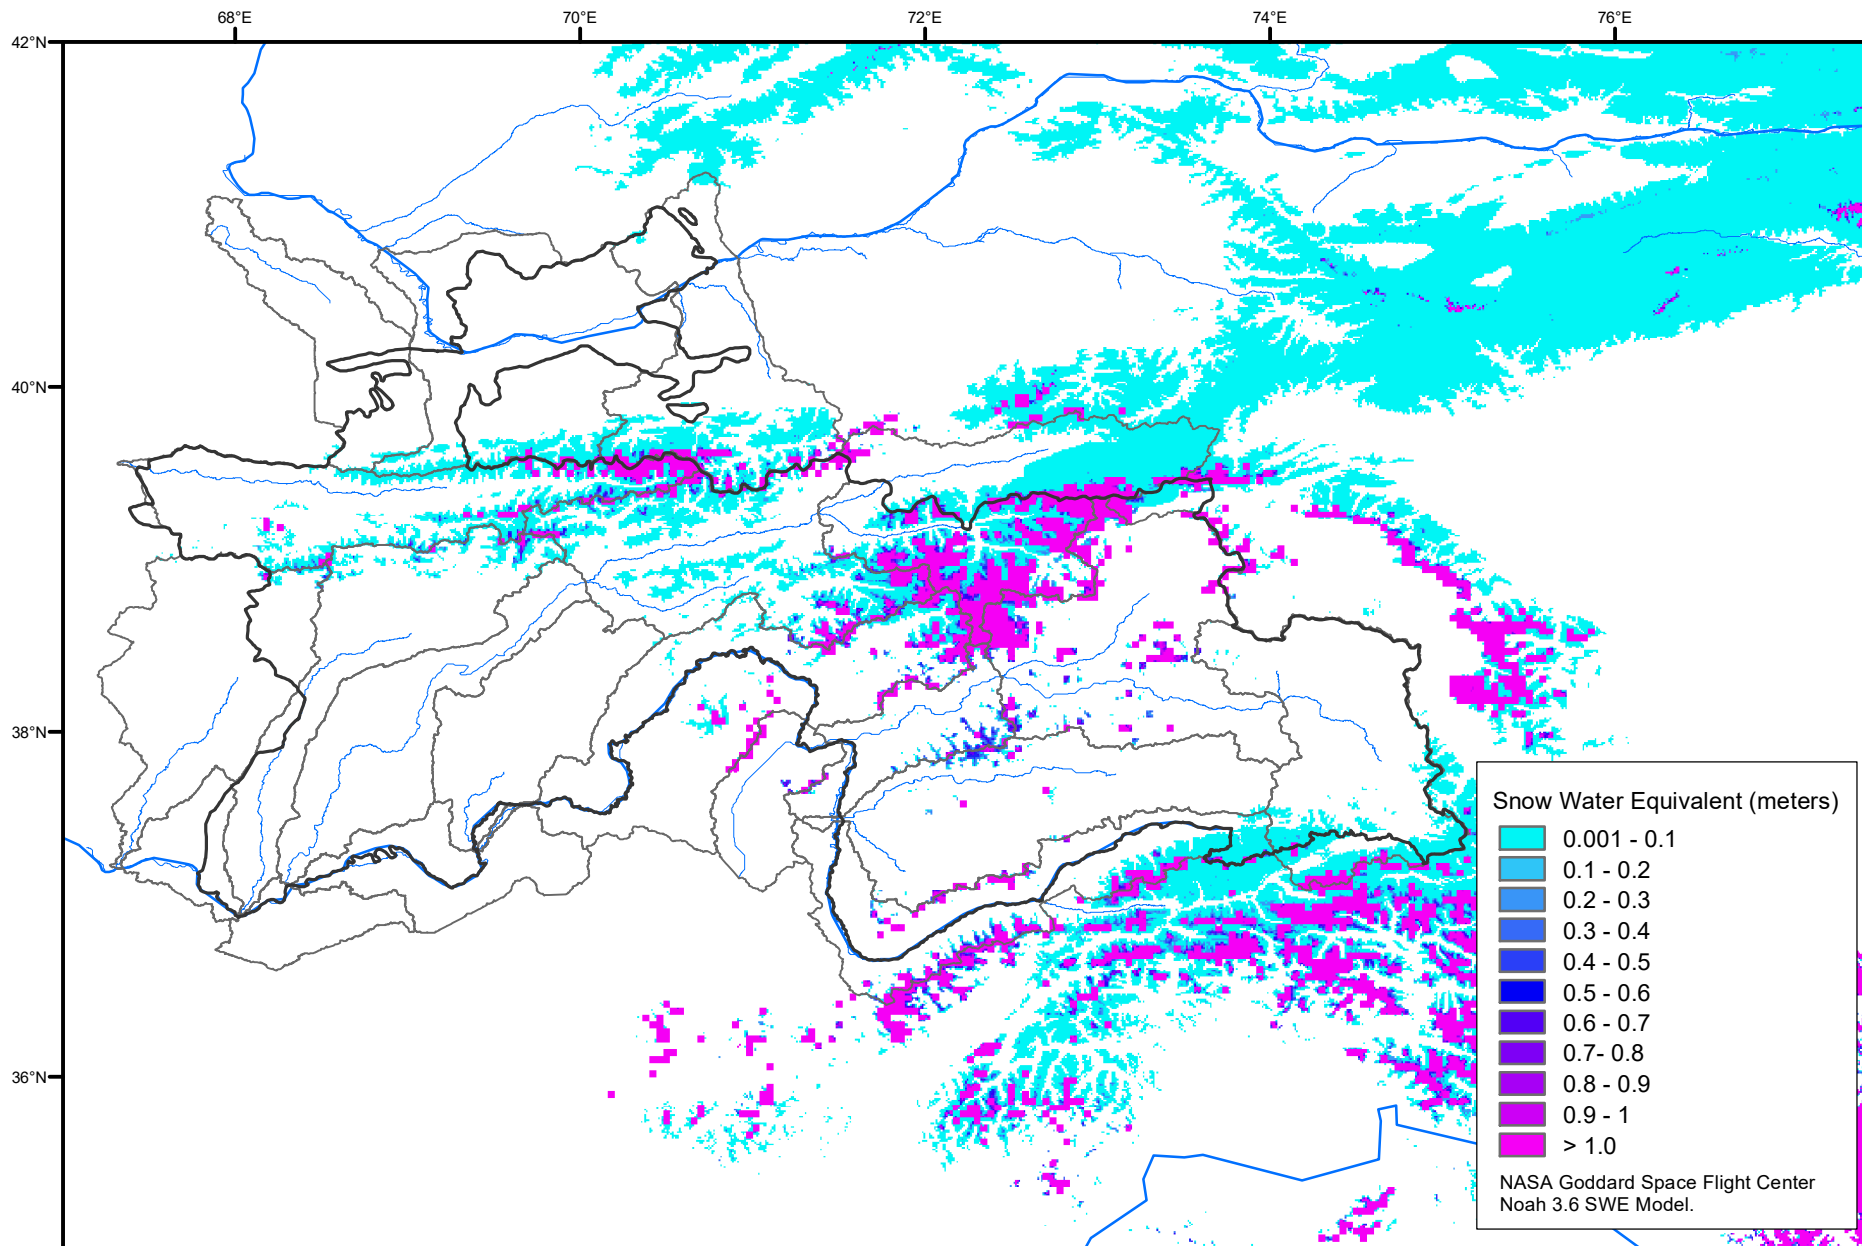 68°E 70°E 72°E 74°E 76°E
42°N
40°N
38°N
36°N
Snow Water Equivalent (meters)
0.001 - 0.1
0.1 - 0.2
0.2 - 0.3
0.3 - 0.4
0.4 - 0.5
0.5 - 0.6
0.6 - 0.7
0.7- 0.8
0.8 - 0.9
0.9 - 1
> 1.0
NASA Goddard Space Flight Center
Noah 3.6 SWE Model.